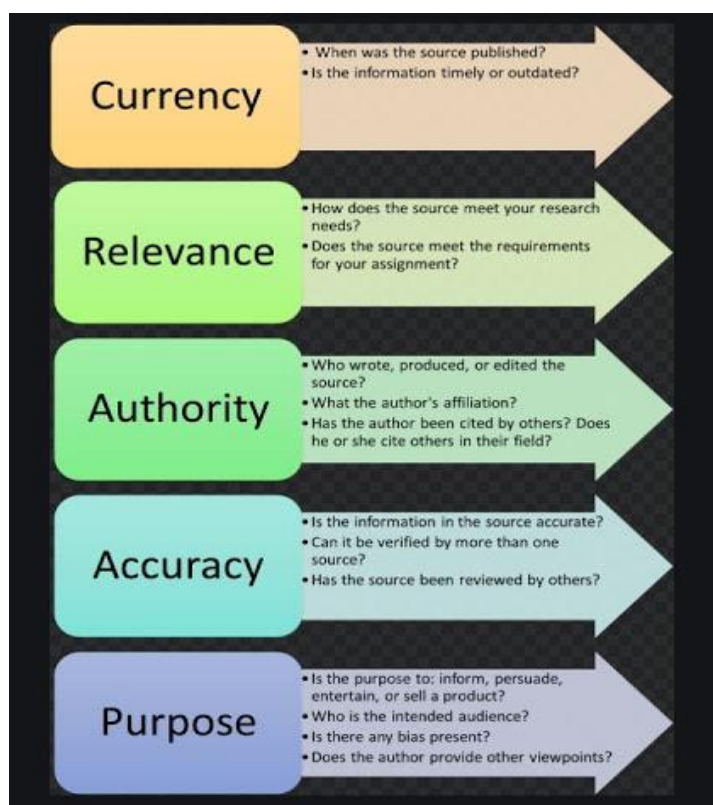 Currency
• When was the source published?
• Is the information timely or outdated?
Relevance
• How does the source meet your research
needs?
• Does the source meet the requirements
for your assignment?
Authority
• Who wrote, produced, or edited the
source?
• What the author's affiliation?
• Has the author been cited by others? Does
he or she cite others in their field?
Accuracy
• Is the information in the source accurate?
• Can it be verified by more than one
source?
• Has the source been reviewed by others?
Purpose
• Is the purpose to: inform, persuade,
entertain, or sell a product?
• Who is the intended audience?
• Is there any bias present?
• Does the author provide other viewpoints?